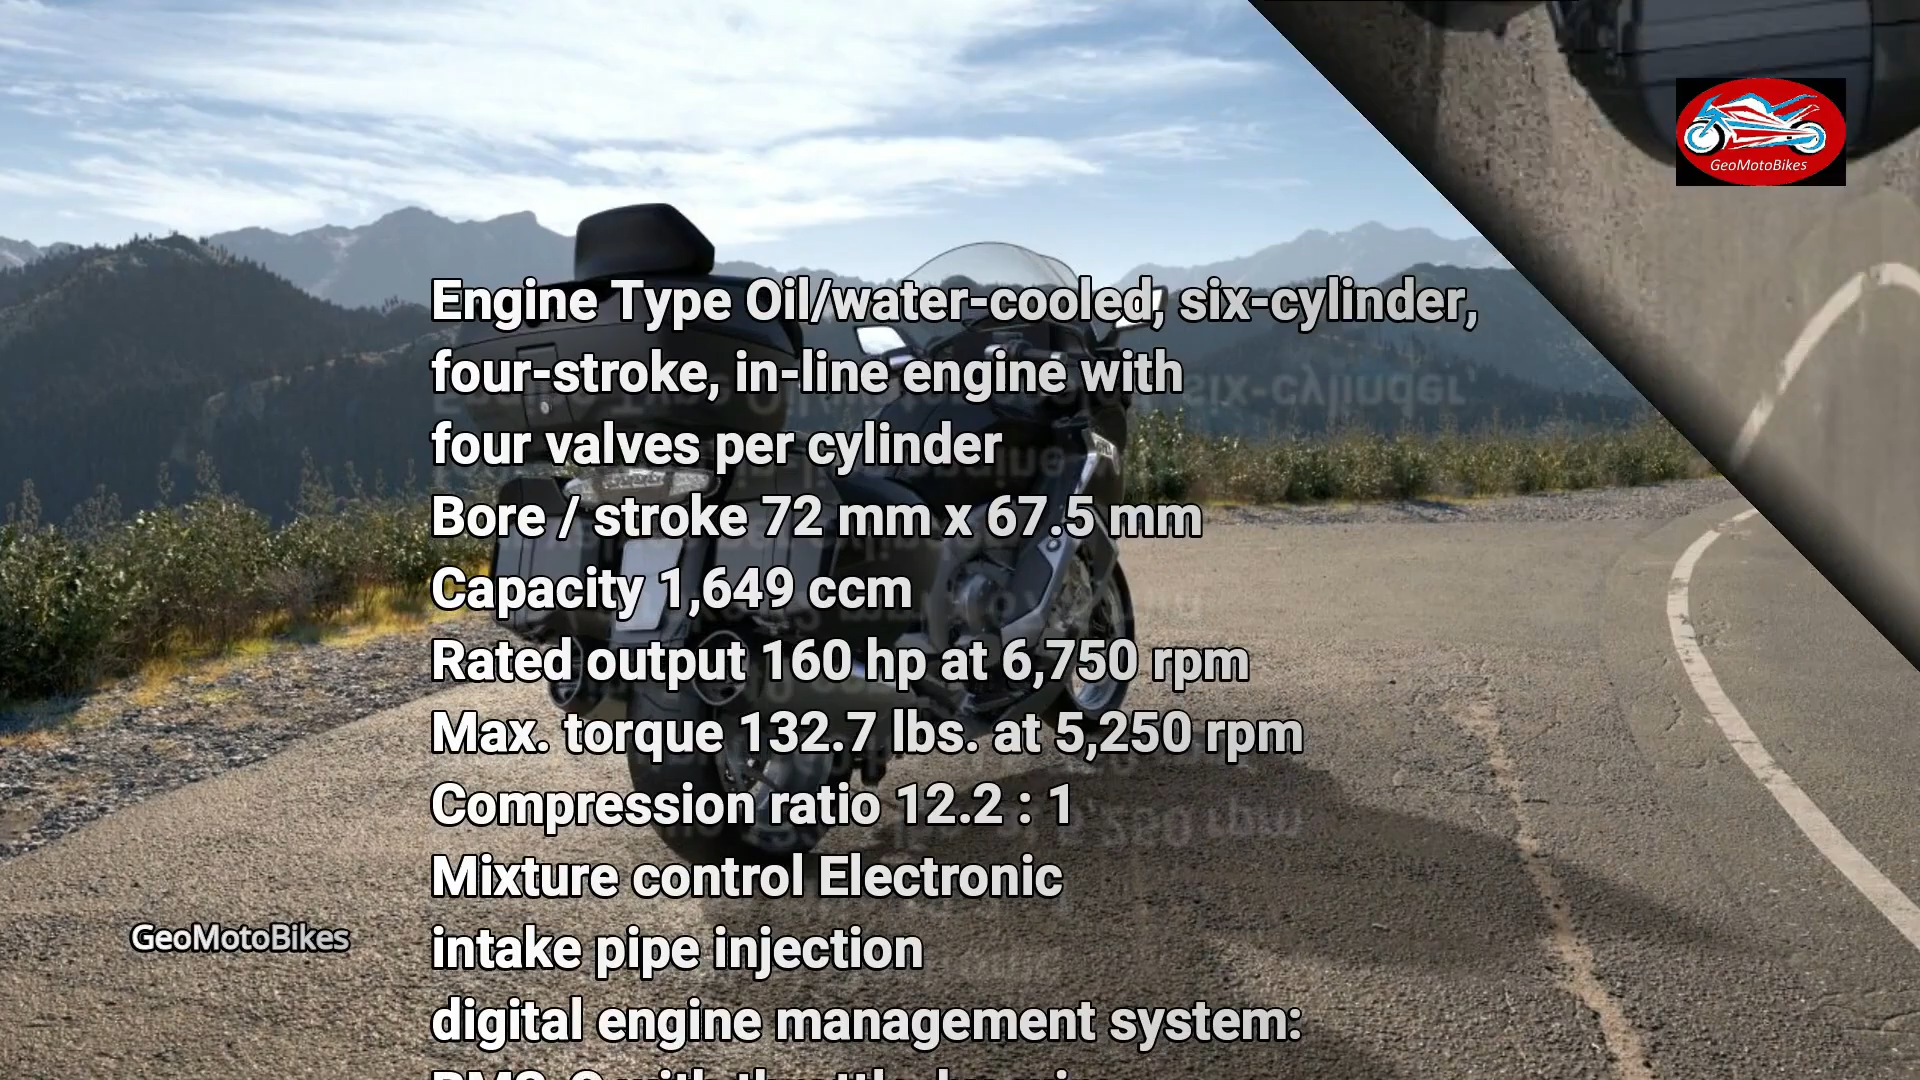 GeoMotoBikes
Engine Type Oil/water-cooled, six-cylinder,
four-stroke, in-line engine with
four valves per cylinder
Bore / stroke 72 mm x 67.5 mm
Capacity 1,649 ccm
Rated output 160 hp at 6,750 rpm
Max. torque 132.7 lbs. at 5,250 rpm
Compression ratio 12.2 : 1
Mixture control Electronic
intake pipe injection
digital engine management system:
GeoMotoBikes